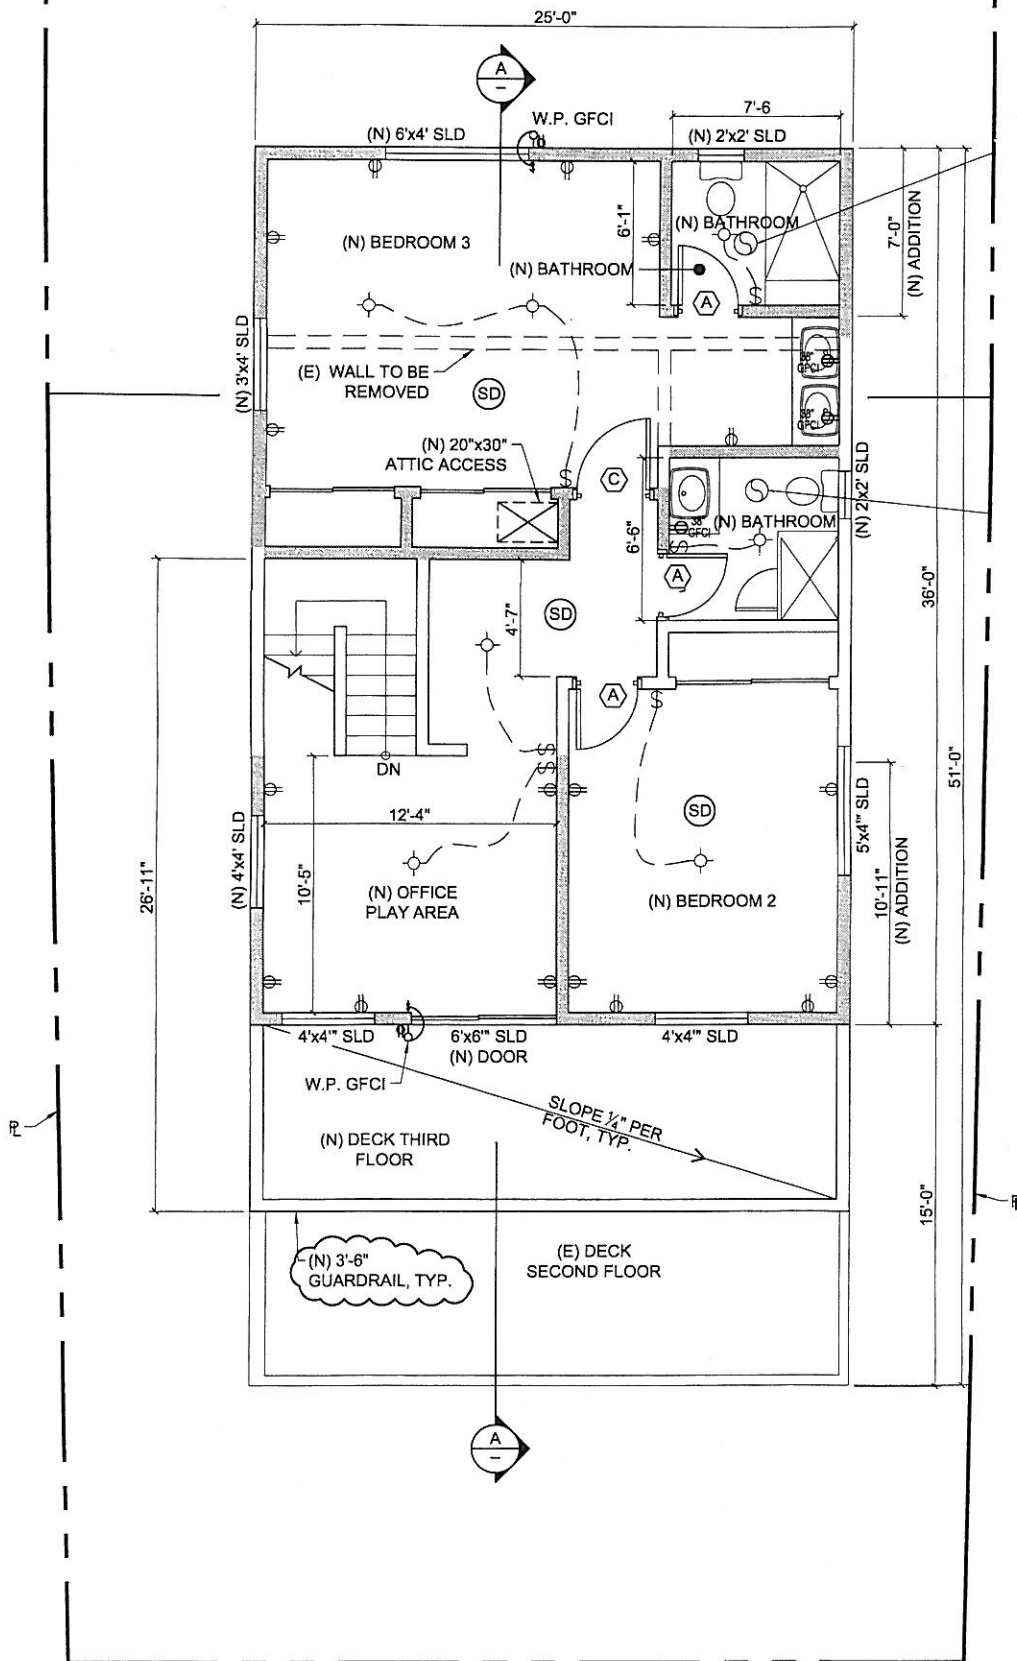 25'-0"
A
7'-6
W.P. GFCI
(N) 6'x4' SLD
(N) 2'x2' SLD
(N) BEDROOM 3
6'-1"
(N) BATHROOM
(N) BATHROOM
7'-0"
(N) ADDITION
A
(N) 3'x4' SLD
(E) WALL TO BE
REMOVED
SD
38"
GFCI
38"
GFCI
(N) 20"x30"
ATTIC ACCESS
C
(N) 2'x2' SLD
6'-6"
38"
GFCI
(N) BATHROOM
A
36'-0"
4'-7"
SD
A
DN
51'-0"
12'-4"
SD
5'x4'" SLD
(N) 4'x4' SLD
26'-11"
10'-5"
(N) OFFICE
PLAY AREA
(N) BEDROOM 2
10'-11"
(N) ADDITION
4'x4'" SLD
6'x6'" SLD
(N) DOOR
4'x4'" SLD
W.P. GFCI
SLOPE 1/4" PER
FOOT, TYP.
PL
(N) DECK THIRD
FLOOR
15'-0"
(N) 3'-6"
GUARDRAIL, TYP.
(E) DECK
SECOND FLOOR
A